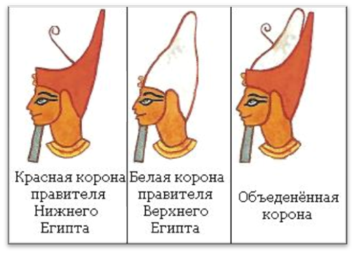 Красная корона
правителя
Нижнего
Египта
Белая корона
правителя
Верхнего
Египта
Объеденённая
корона